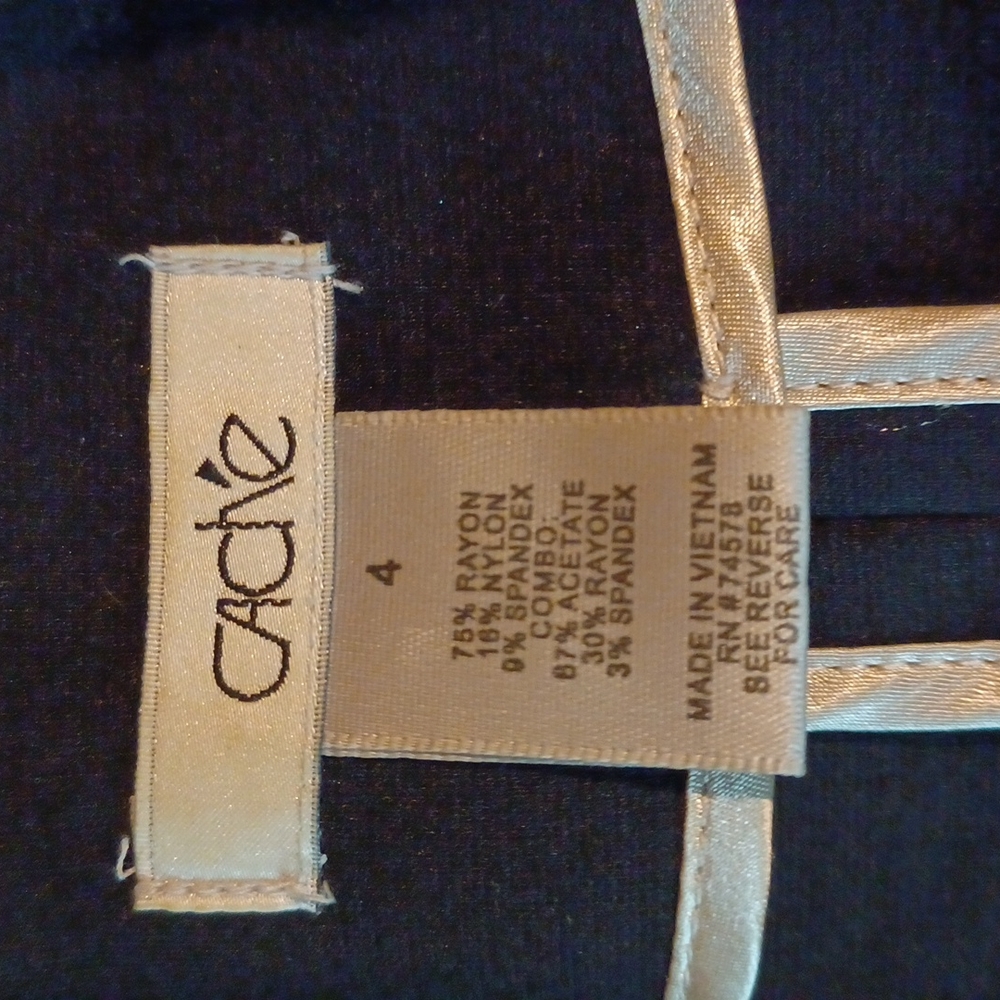 CACHÉ
4
75% RAYON
16% NYLON
9% SPANDEX
COMBO:
67% ACETATE
30% RAYON
3% SPANDEX
MADE IN VIETNAM
RN # 74578
SEE REVERSE
FOR CARE